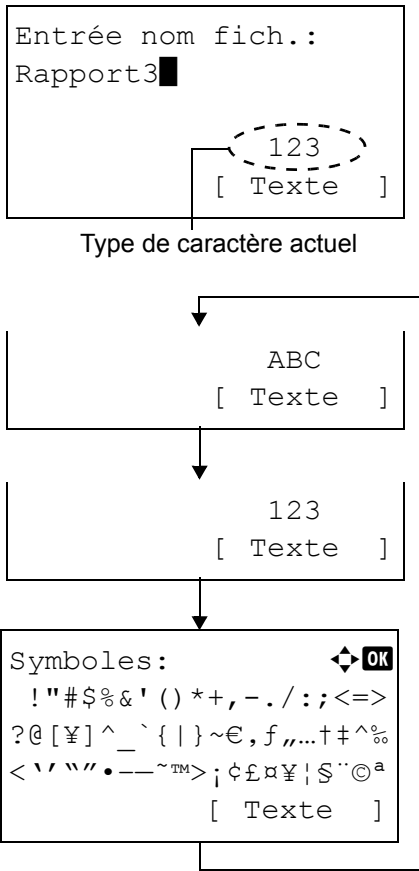 Entrée nom fich.:
Rapport3
123
[ Texte ]
Type de caractère actuel
ABC
[ Texte ]
123
[ Texte ]
Symboles: OK
!"#$%&'()*+,-./:;<=>
?@[¥]^_`{|}~€‚ƒ„…†‡^‰
<‘’“”•–—˜™>¡¢£¤¥¦§¨©ª
[ Texte ]